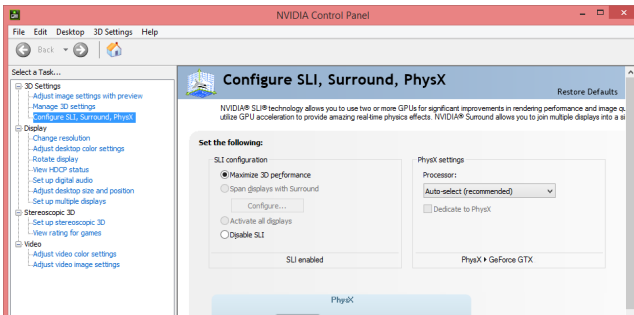 NVIDIA Control Panel
File Edit Desktop 3D Settings Help
Back
Select a Task...
3D Settings
Adjust image settings with preview
Manage 3D settings
Configure SLI, Surround, PhysX
Display
Change resolution
Adjust desktop color settings
Rotate display
View HDCP status
Set up digital audio
Adjust desktop size and position
Set up multiple displays
Stereoscopic 3D
Set up stereoscopic 3D
View rating for games
Video
Adjust video color settings
Adjust video image settings
Configure SLI, Surround, PhysX
Restore Defaults
NVIDIA® SLI® technology allows you to use two or more GPUs for significant improvements in rendering performance and image qu
utilize GPU acceleration to provide amazing real-time physics effects. NVIDIA® Surround allows you to join multiple displays into a si
Set the following:
SLI configuration
Maximize 3D performance
Span displays with Surround
Configure...
Activate all displays
Disable SLI
SLI enabled
PhysX settings
Processor:
Auto-select (recommended)
Dedicate to PhysX
PhysX ▸ GeForce GTX
PhysX